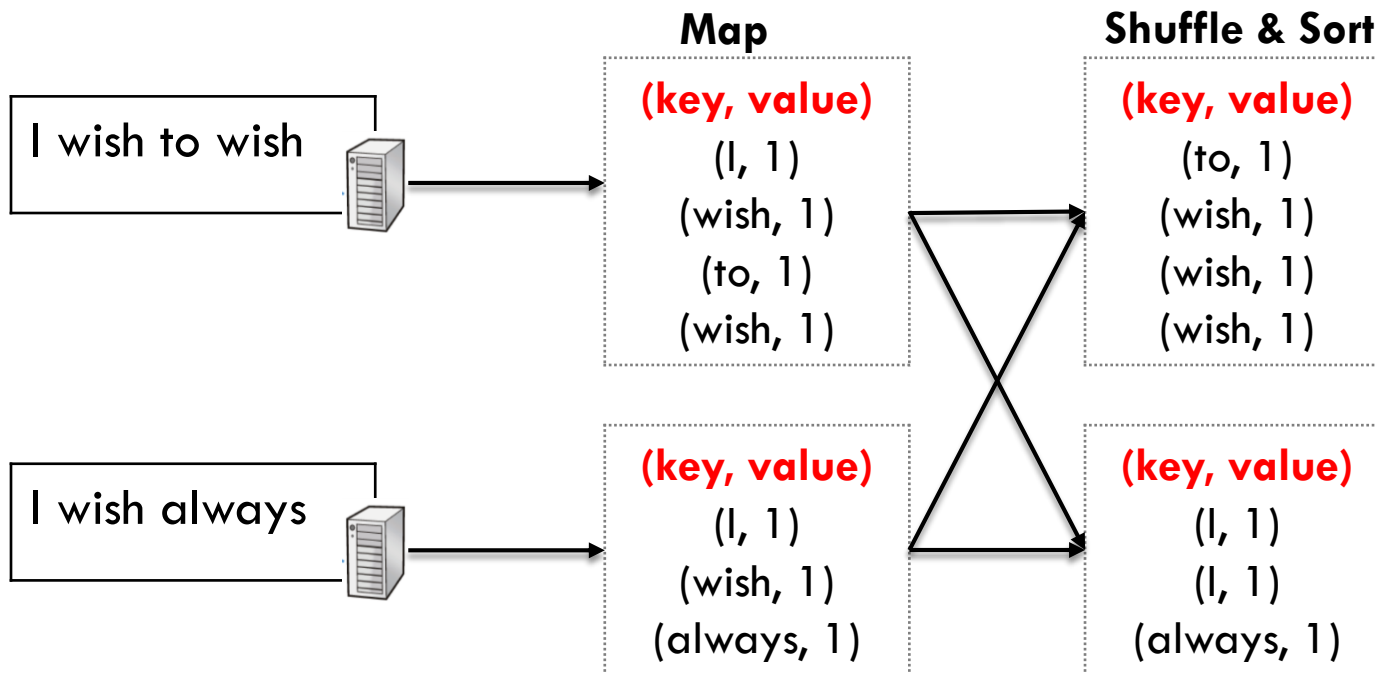 Map
Shuffle & Sort
I wish to wish
(key, value)
(I, 1)
(wish, 1)
(to, 1)
(wish, 1)
(key, value)
(to, 1)
(wish, 1)
(wish, 1)
(wish, 1)
I wish always
(key, value)
(I, 1)
(wish, 1)
(always, 1)
(key, value)
(I, 1)
(I, 1)
(always, 1)